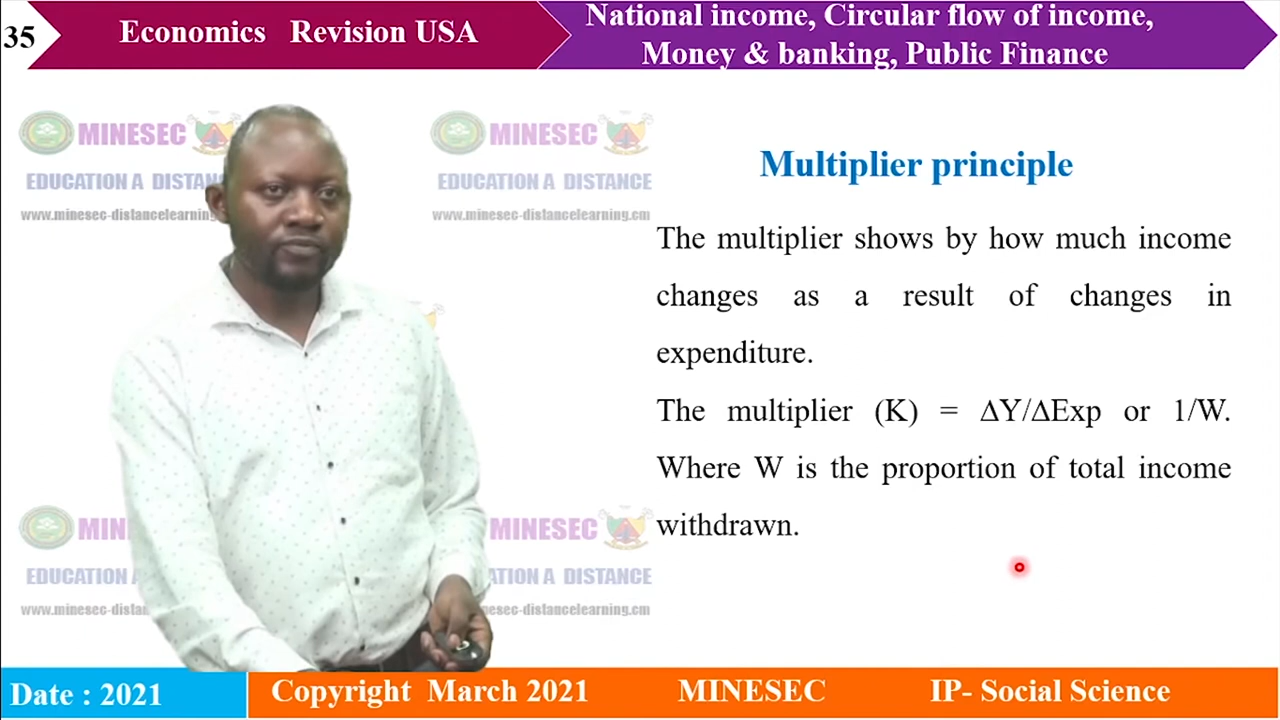 35
Economics Revision USA
National income, Circular flow of income,
Money & banking, Public Finance
MINESEC
MINESEC
EDUCATION A DISTANCE
EDUCATION A DISTANCE
www.minesec-distancelearning.cm
www.minesec-distancelearning.cm
Multiplier principle
The multiplier shows by how much income
changes as a result of changes in
expenditure.
The multiplier (K) = ΔY/ΔExp or 1/W.
Where W is the proportion of total income
withdrawn.
MINESEC
EDUCATION A DISTANCE
Date : 2021
Copyright March 2021
MINESEC
IP- Social Science